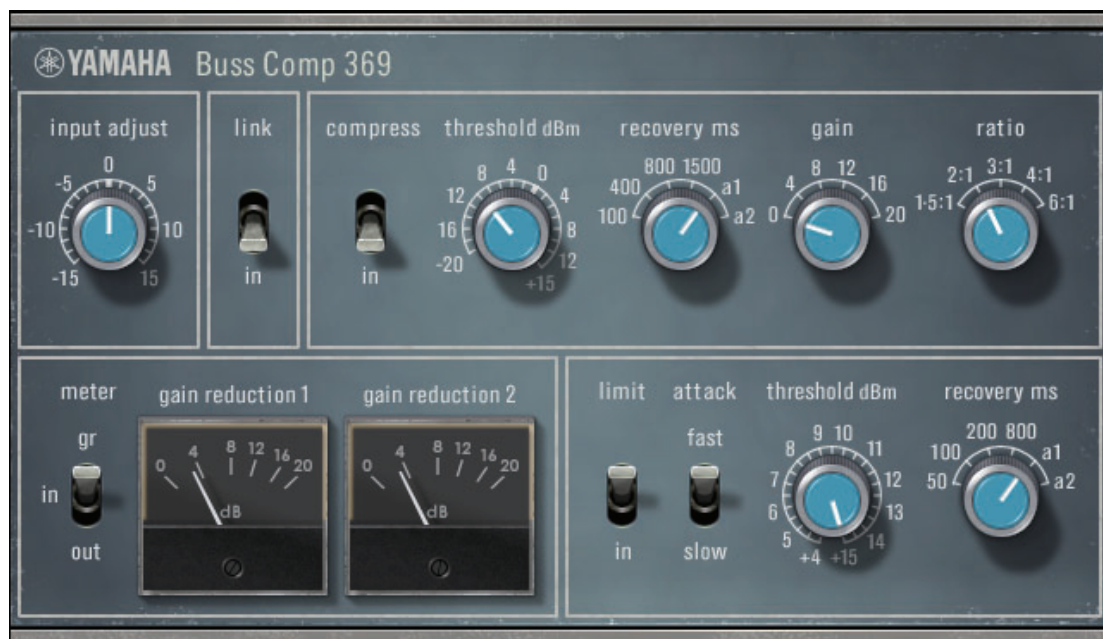 YAMAHA Buss Comp 369
input adjust
0
-5 5
-10 10
-15 15
link
in
compress
in
threshold dBm
4 0
8 4
12 8
16 12
-20 +15
recovery ms
800 1500
400 a1
100 a2
gain
8 12
4 16
0 20
ratio
3:1
2:1 4:1
1·5:1 6:1
meter
gr
in
out
gain reduction 1
0 4 8 12 16 20
dB
gain reduction 2
0 4 8 12 16 20
dB
limit
in
attack
fast
slow
threshold dBm
9 10
8 11
7 12
6 13
5 14
+4 +15
recovery ms
200 800
100 a1
50 a2